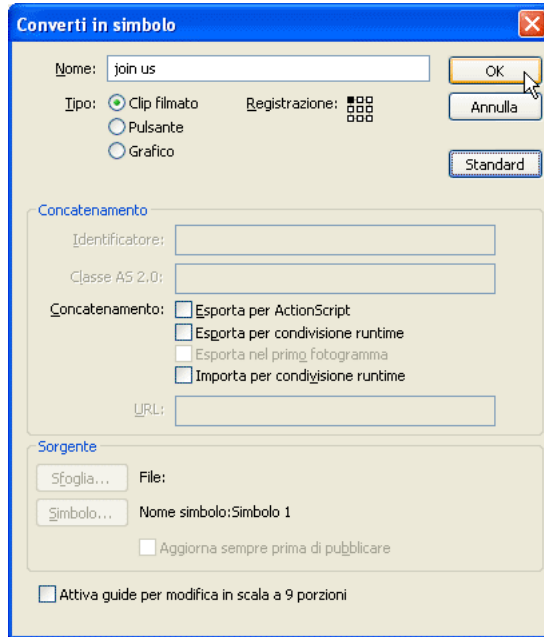 Converti in simbolo
Nome: join us OK
Tipo: Clip filmato Registrazione: Annulla
Pulsante
Grafico
Standard
Concatenamento
Identificatore:
Classe AS 2.0:
Concatenamento: Esporta per ActionScript
Esporta per condivisione runtime
Esporta nel primo fotogramma
Importa per condivisione runtime
URL:
Sorgente
Sfoglia... File:
Simbolo... Nome simbolo:Simbolo 1
Aggiorna sempre prima di pubblicare
Attiva guide per modifica in scala a 9 porzioni